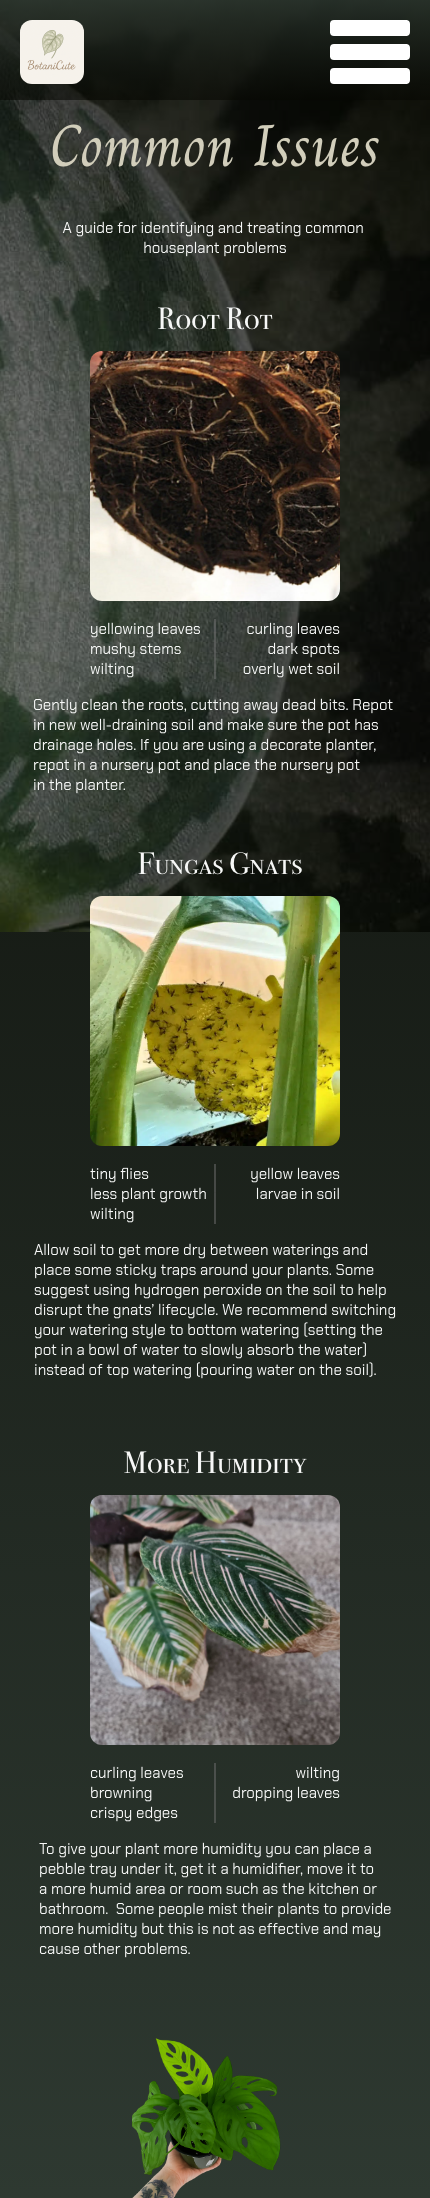 BotaniCute
Common Issues
A guide for identifying and treating common
houseplant problems
Root Rot
yellowing leaves
mushy stems
wilting
curling leaves
dark spots
overly wet soil
Gently clean the roots, cutting away dead bits. Repot
in new well-draining soil and make sure the pot has
drainage holes. If you are using a decorate planter,
repot in a nursery pot and place the nursery pot
in the planter.
Fungas Gnats
tiny flies
less plant growth
wilting
yellow leaves
larvae in soil
Allow soil to get more dry between waterings and
place some sticky traps around your plants. Some
suggest using hydrogen peroxide on the soil to help
disrupt the gnats' lifecycle. We recommend switching
your watering style to bottom watering (setting the
pot in a bowl of water to slowly absorb the water)
instead of top watering (pouring water on the soil).
More Humidity
curling leaves
browning
crispy edges
wilting
dropping leaves
To give your plant more humidity you can place a
pebble tray under it, get it a humidifier, move it to
a more humid area or room such as the kitchen or
bathroom.  Some people mist their plants to provide
more humidity but this is not as effective and may
cause other problems.